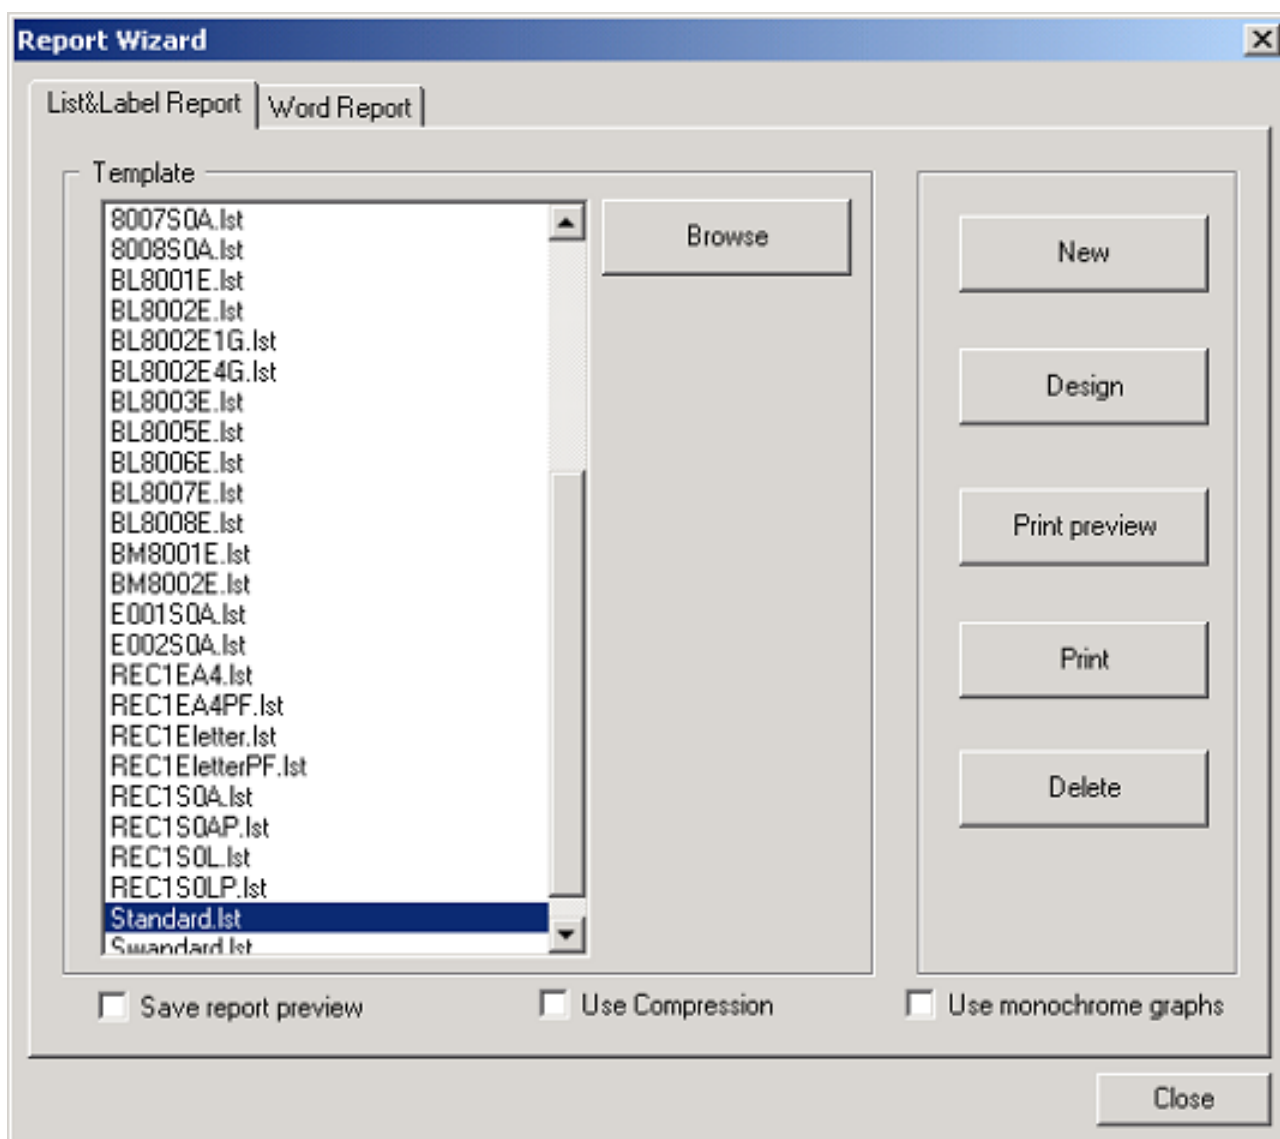 Report Wizard
List&Label Report
Word Report
Template
8007S0A.lst
8008S0A.lst
BL8001E.lst
BL8002E.lst
BL8002E1G.lst
BL8002E4G.lst
BL8003E.lst
BL8005E.lst
BL8006E.lst
BL8007E.lst
BL8008E.lst
BM8001E.lst
BM8002E.lst
E001S0A.lst
E002S0A.lst
REC1EA4.lst
REC1EA4PF.lst
REC1Eletter.lst
REC1EletterPF.lst
REC1S0A.lst
REC1S0AP.lst
REC1S0L.lst
REC1S0LP.lst
Standard.lst
Swandard.lst
Browse
New
Design
Print preview
Print
Delete
Save report preview
Use Compression
Use monochrome graphs
Close